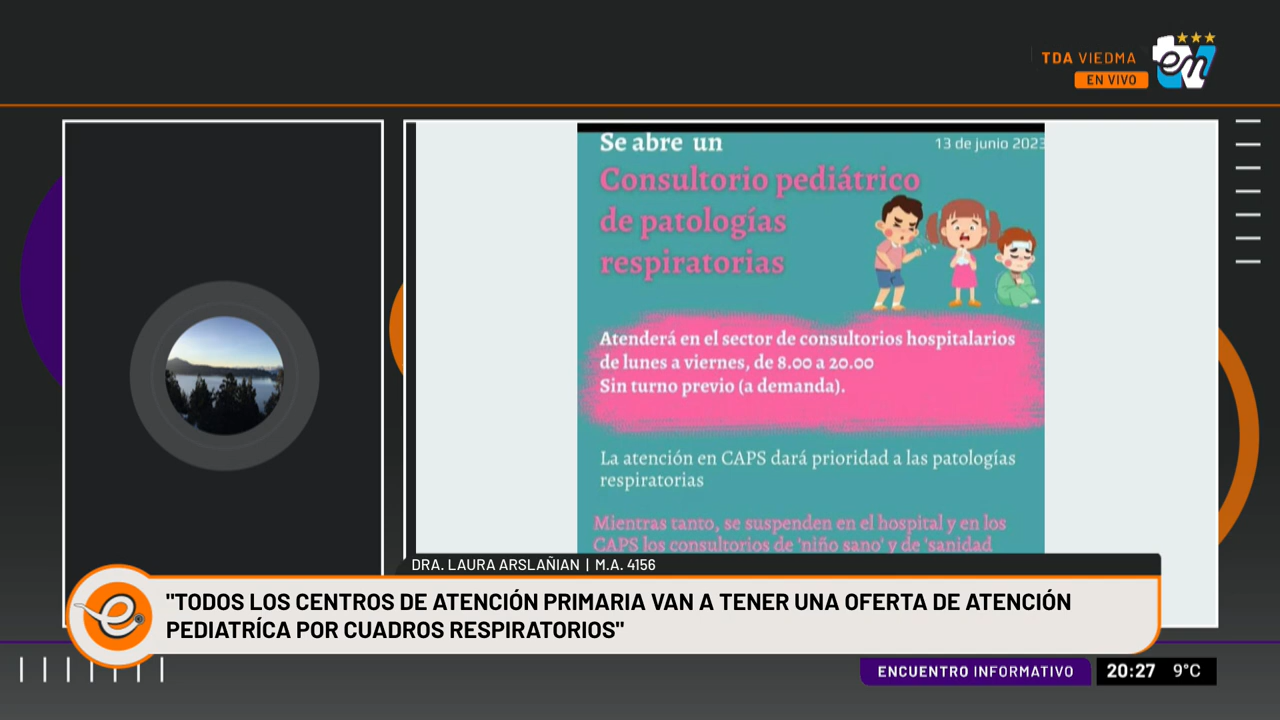 TDA VIEDMA
EN VIVO
em
Se abre un
13 de junio 2023
Consultorio pediátrico
de patologías
respiratorias
Atenderá en el sector de consultorios hospitalarios
de lunes a viernes, de 8.00 a 20.00
Sin turno previo (a demanda).
La atención en CAPS dará prioridad a las patologías
respiratorias
Mientras tanto, se suspenden en el hospital y en los
CAPS los consultorios de 'niño sano' y de 'sanidad
DRA. LAURA ARSLAÑIAN | M.A. 4156
"TODOS LOS CENTROS DE ATENCIÓN PRIMARIA VAN A TENER UNA OFERTA DE ATENCIÓN
PEDIATRÍCA POR CUADROS RESPIRATORIOS"
e
ENCUENTRO INFORMATIVO
20:27 9°C